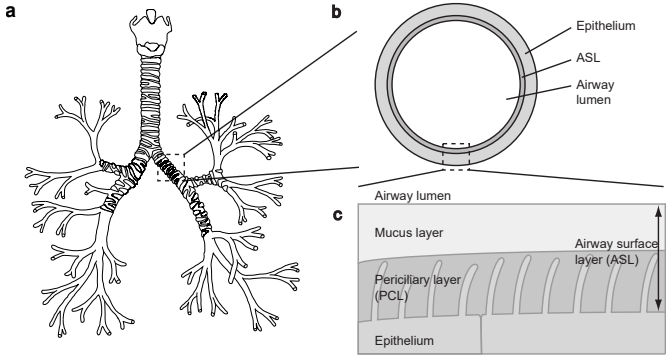 a
b
Epithelium
ASL
Airway
lumen
c
Airway lumen
Mucus layer
Airway surface
layer (ASL)
Periciliary layer
(PCL)
Epithelium